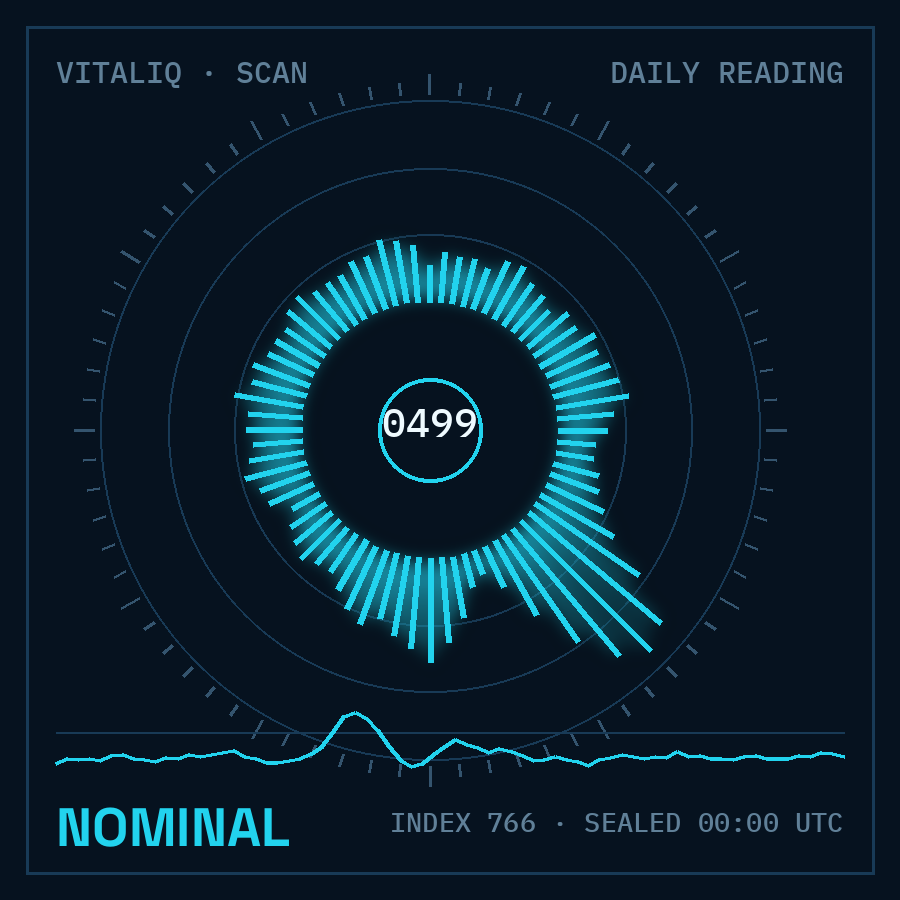 VITALIQ · SCAN
DAILY READING
0499
NOMINAL
INDEX 766 · SEALED 00:00 UTC